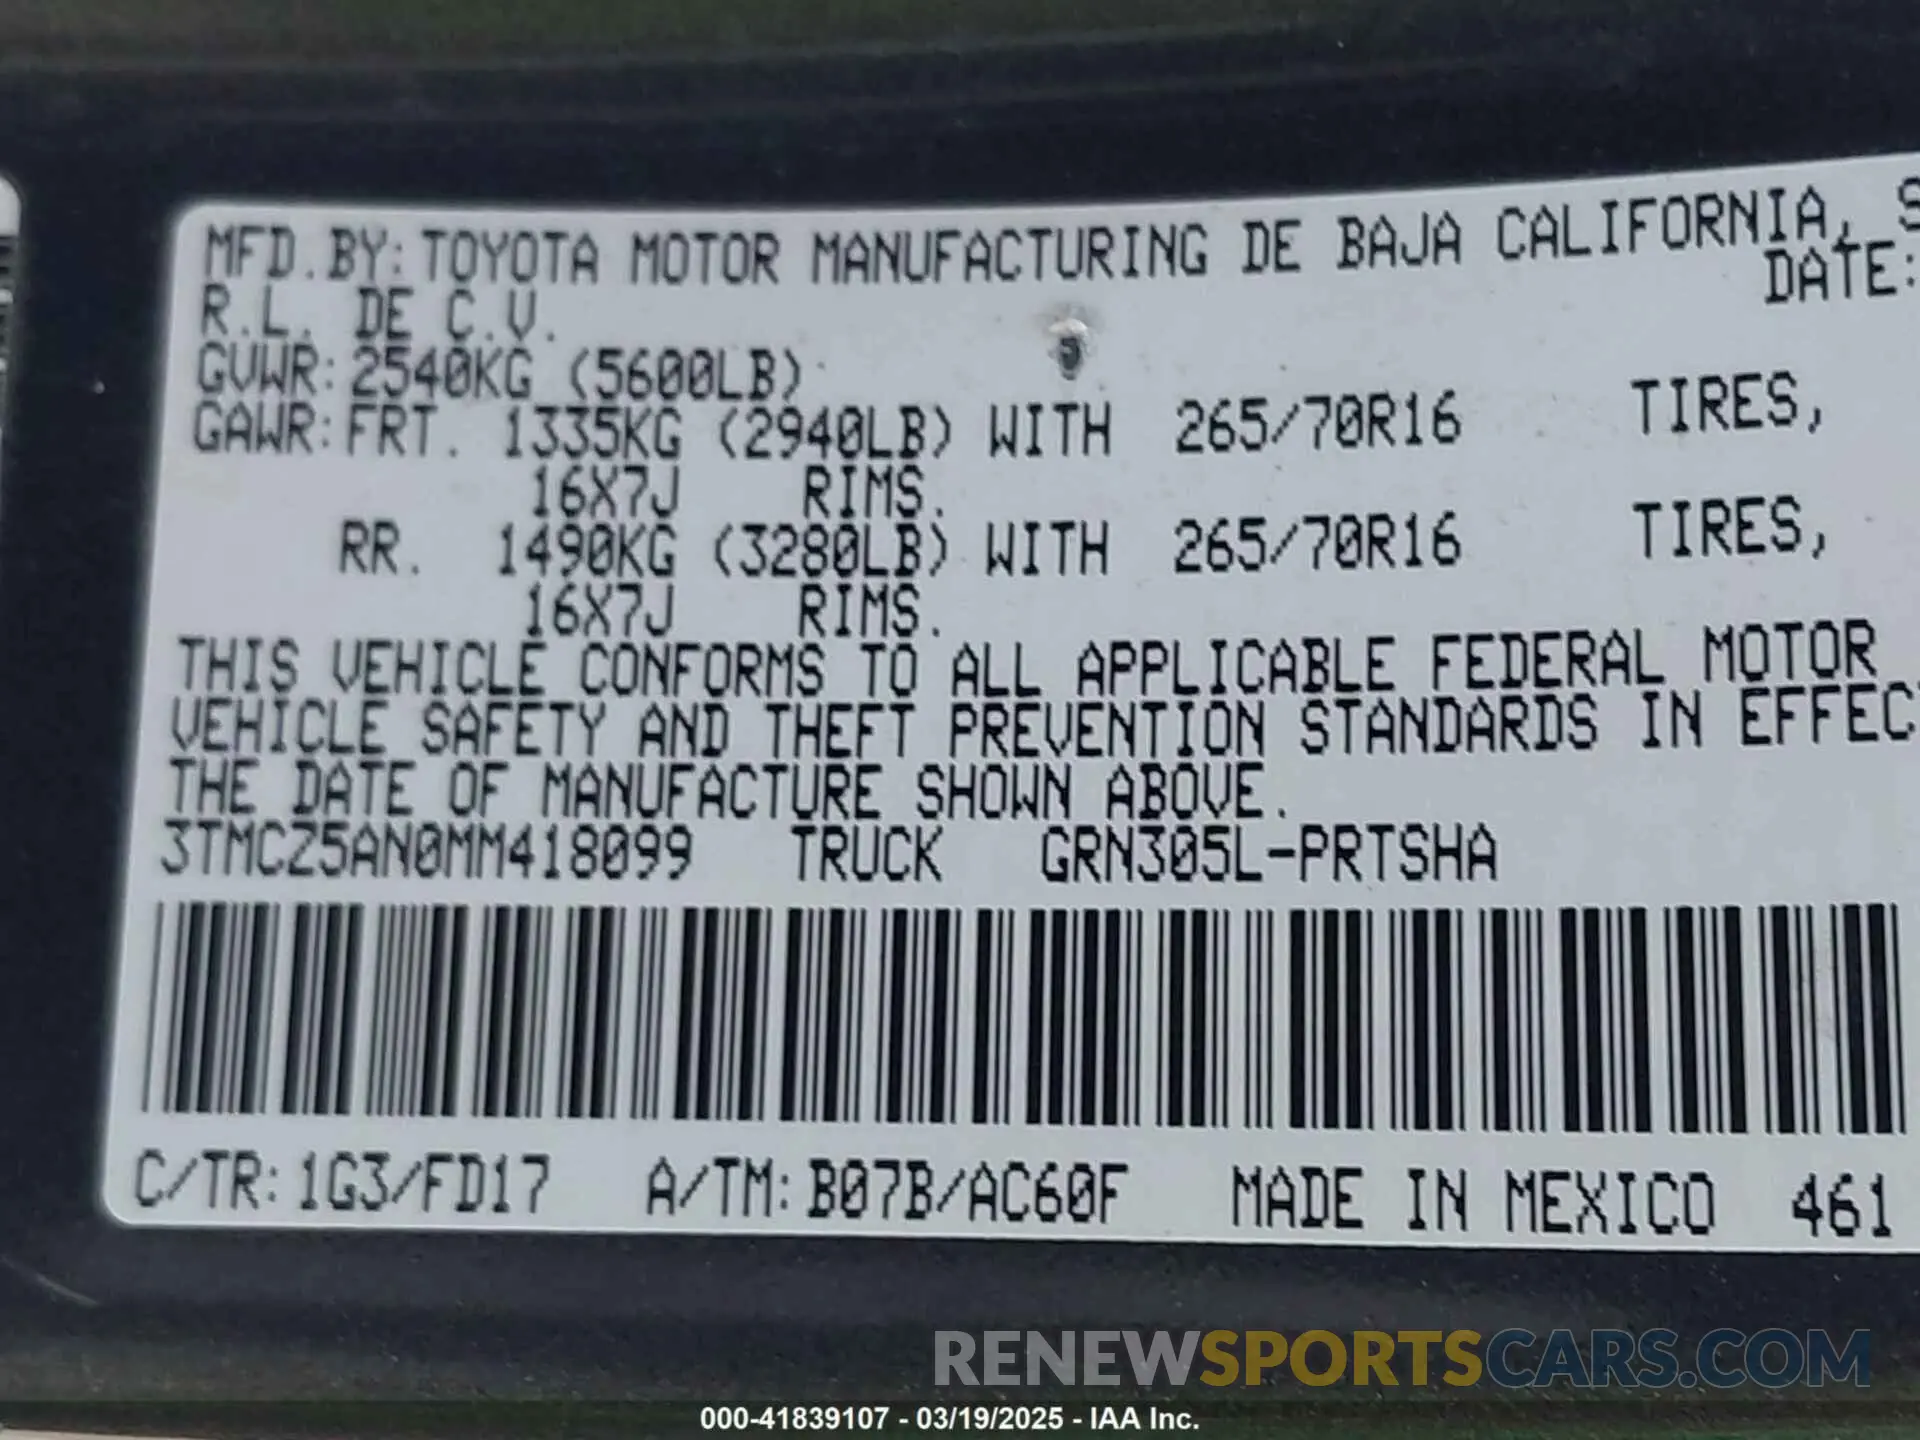 MFD.BY: TOYOTA MOTOR MANUFACTURING DE BAJA CALIFORNIA, S
DATE:
R.L. DE C.V.
GVWR: 2540KG (5600LB)
GAWR: FRT. 1335KG (2940LB) WITH 265/70R16 TIRES,
16X7J RIMS.
RR. 1490KG (3280LB) WITH 265/70R16 TIRES,
16X7J RIMS.
THIS VEHICLE CONFORMS TO ALL APPLICABLE FEDERAL MOTOR
VEHICLE SAFETY AND THEFT PREVENTION STANDARDS IN EFFEC
THE DATE OF MANUFACTURE SHOWN ABOVE.
3TMCZ5AN0MM418099 TRUCK GRN305L-PRTSHA
C/TR: 1G3/FD17 A/TM: B07B/AC60F MADE IN MEXICO 461
RENEWSPORTSCARS.COM
000-41839107 - 03/19/2025 - IAA Inc.